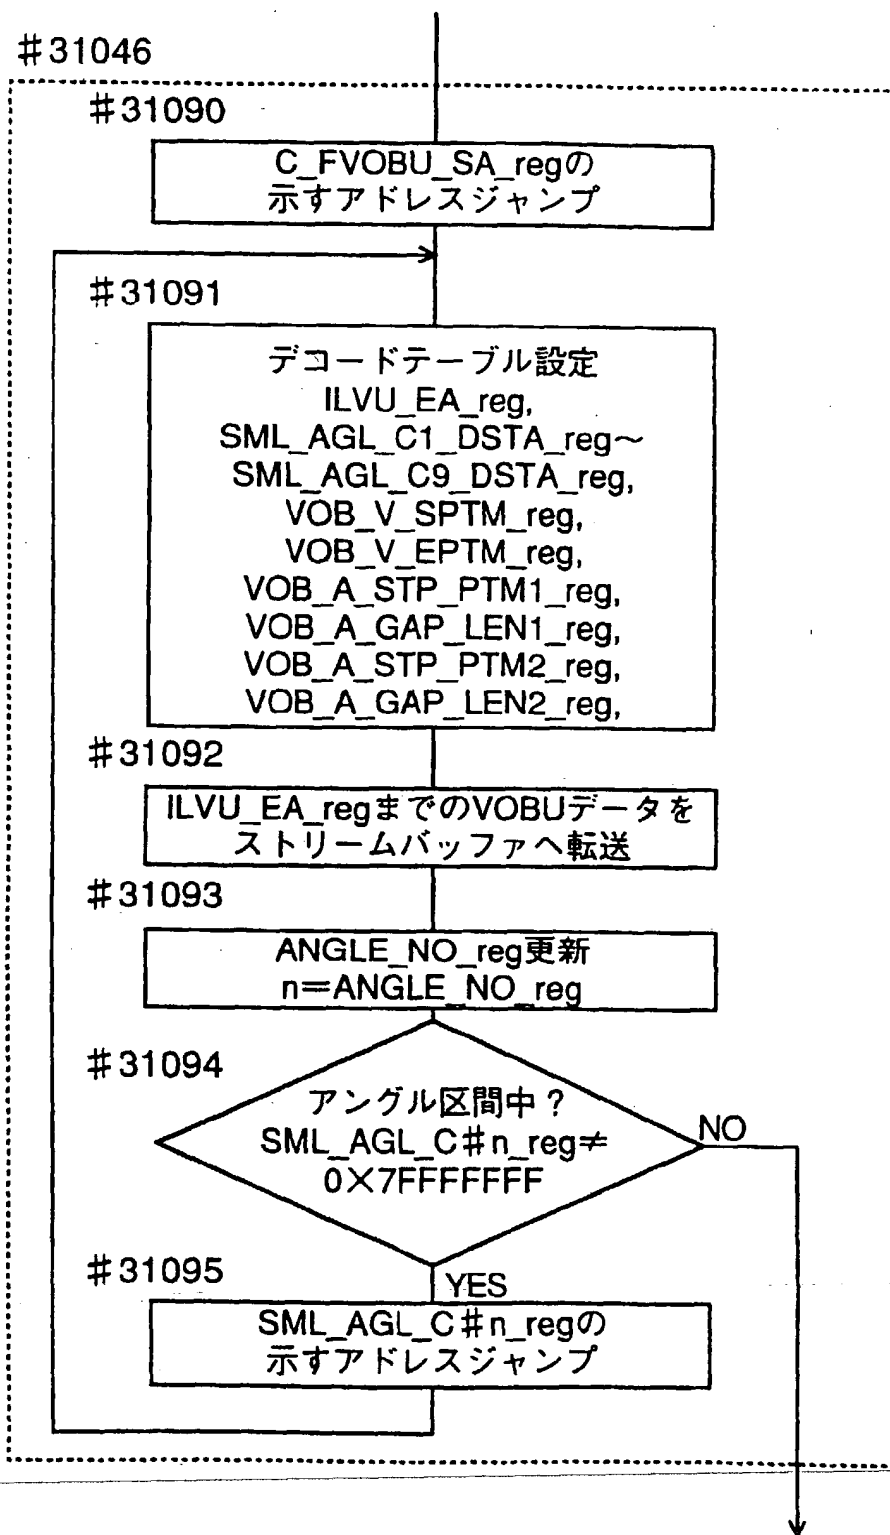 #31046
#31090
C_FVOBU_SA_regの
示すアドレスジャンプ
#31091
デコードテーブル設定
ILVU_EA_reg,
SML_AGL_C1_DSTA_reg～
SML_AGL_C9_DSTA_reg,
VOB_V_SPTM_reg,
VOB_V_EPTM_reg,
VOB_A_STP_PTM1_reg,
VOB_A_GAP_LEN1_reg,
VOB_A_STP_PTM2_reg,
VOB_A_GAP_LEN2_reg,
#31092
ILVU_EA_regまでのVOBUデータを
ストリームバッファへ転送
#31093
ANGLE_NO_reg更新
n＝ANGLE_NO_reg
#31094
アングル区間中？
SML_AGL_C#n_reg≠
0×7FFFFFFF
NO
#31095
YES
SML_AGL_C#n_regの
示すアドレスジャンプ